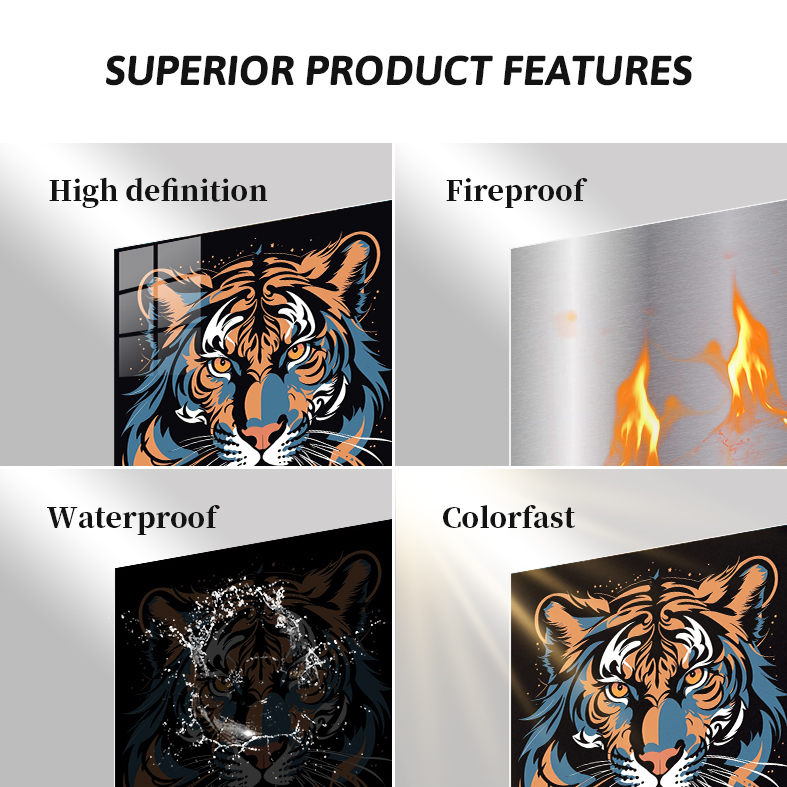 SUPERIOR PRODUCT FEATURES
High definition
Fireproof
Waterproof
Colorfast